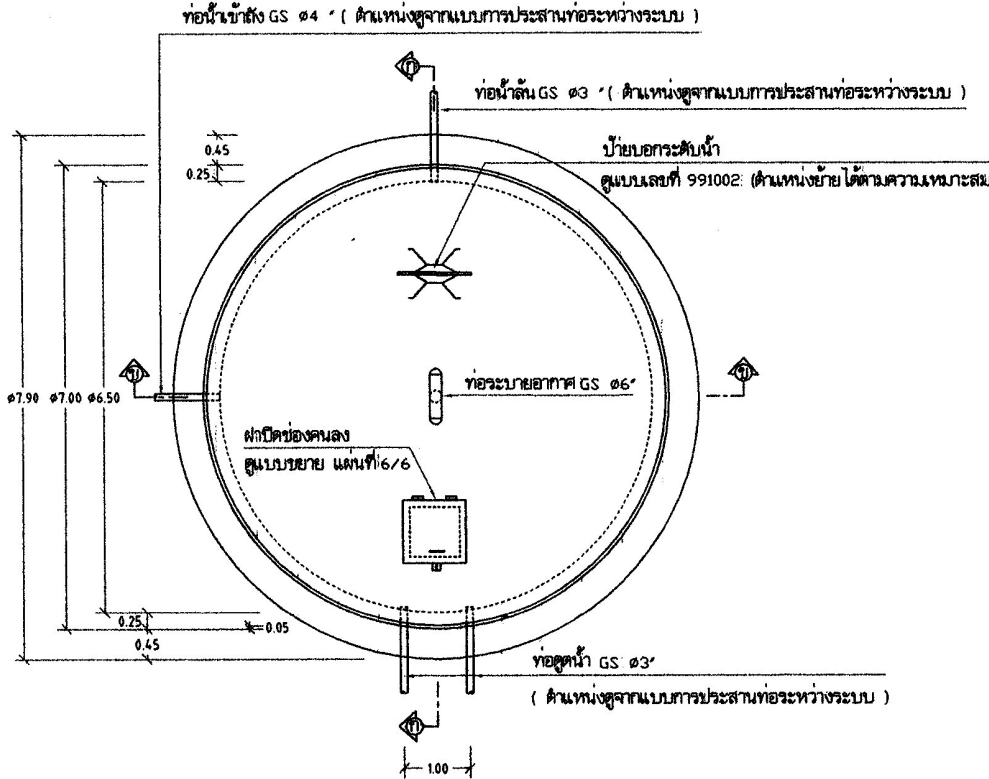 ท่อน้ำเข้าถัง GS ø4 " ( ตำแหน่งดูจากแบบการประสานท่อระหว่างระบบ )
ก
ท่อน้ำล้น GS ø3 " ( ตำแหน่งดูจากแบบการประสานท่อระหว่างระบบ )
0.45
0.25
ป้ายบอกระดับน้ำ
ดูแบบเลขที่ 991002: (ตำแหน่งย้ายได้ตามความเหมาะสม
ข
ข
ø7.90 ø7.00 ø6.50
ท่อระบายอากาศ GS ø6"
ฝาปิดช่องคนลง
ดูแบบขยาย แผ่นที่ 6/6
0.25
0.05
0.45
ท่อดูดน้ำ GS ø3"
( ตำแหน่งดูจากแบบการประสานท่อระหว่างระบบ )
ก
1.00